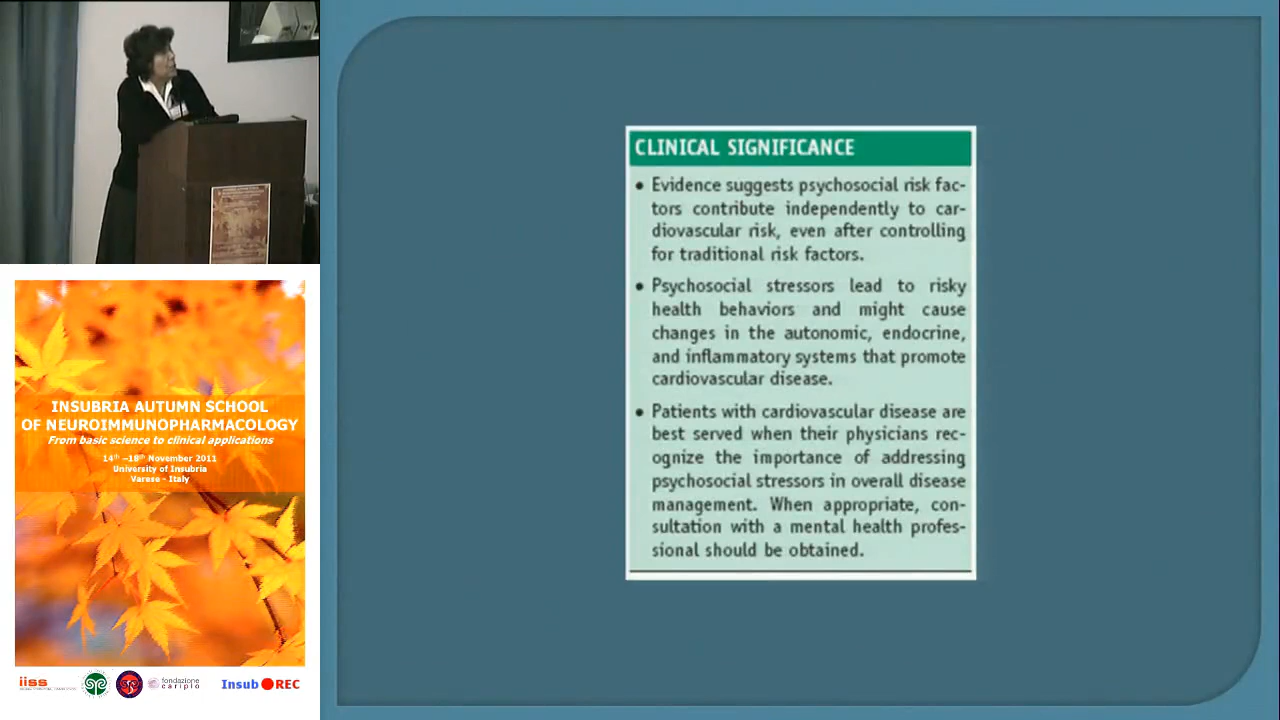 CLINICAL SIGNIFICANCE
• Evidence suggests psychosocial risk fac-
tors contribute independently to car-
diovascular risk, even after controlling
for traditional risk factors.
• Psychosocial stressors lead to risky
health behaviors and might cause
changes in the autonomic, endocrine,
and inflammatory systems that promote
cardiovascular disease.
• Patients with cardiovascular disease are
best served when their physicians rec-
ognize the importance of addressing
psychosocial stressors in overall disease
management. When appropriate, con-
sultation with a mental health profes-
sional should be obtained.
INSUBRIA AUTUMN SCHOOL
OF NEUROIMMUNOPHARMACOLOGY
From basic science to clinical applications
14th –18th November 2011
University of Insubria
Varese - Italy
iiss
fondazione
cariplo
Insub REC